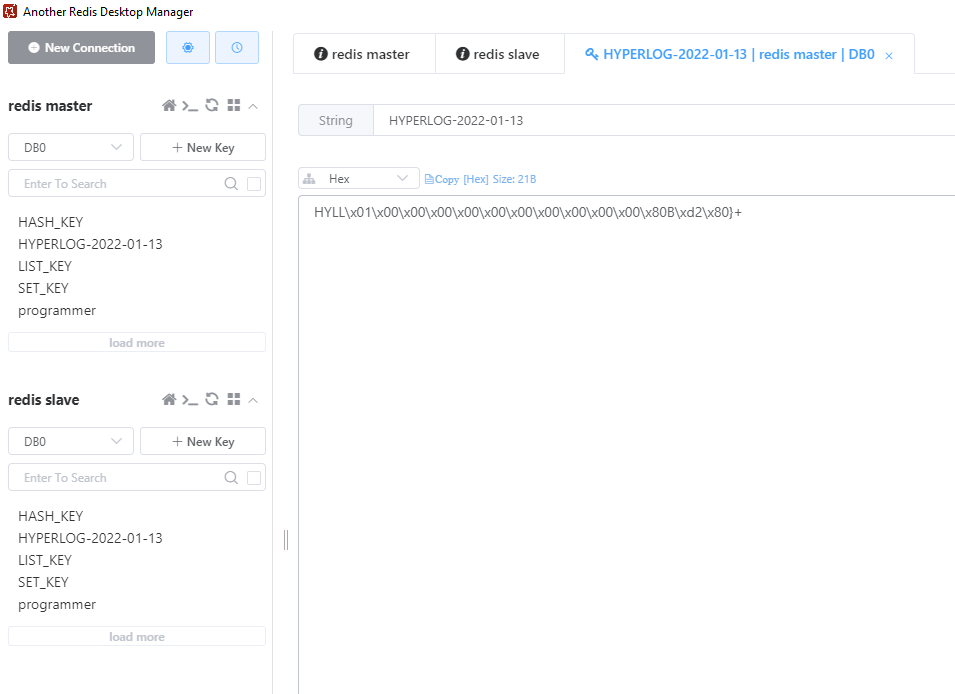 Another Redis Desktop Manager
New Connection
redis master
DB0
+ New Key
Enter To Search
HASH_KEY
HYPERLOG-2022-01-13
LIST_KEY
SET_KEY
programmer
load more
redis slave
DB0
+ New Key
Enter To Search
HASH_KEY
HYPERLOG-2022-01-13
LIST_KEY
SET_KEY
programmer
load more
redis master
redis slave
HYPERLOG-2022-01-13 | redis master | DB0 ×
String HYPERLOG-2022-01-13
Hex Copy [Hex] Size: 21B
HYLL\x01\x00\x00\x00\x00\x00\x00\x00\x00\x00\x00\x80B\xd2\x80}+